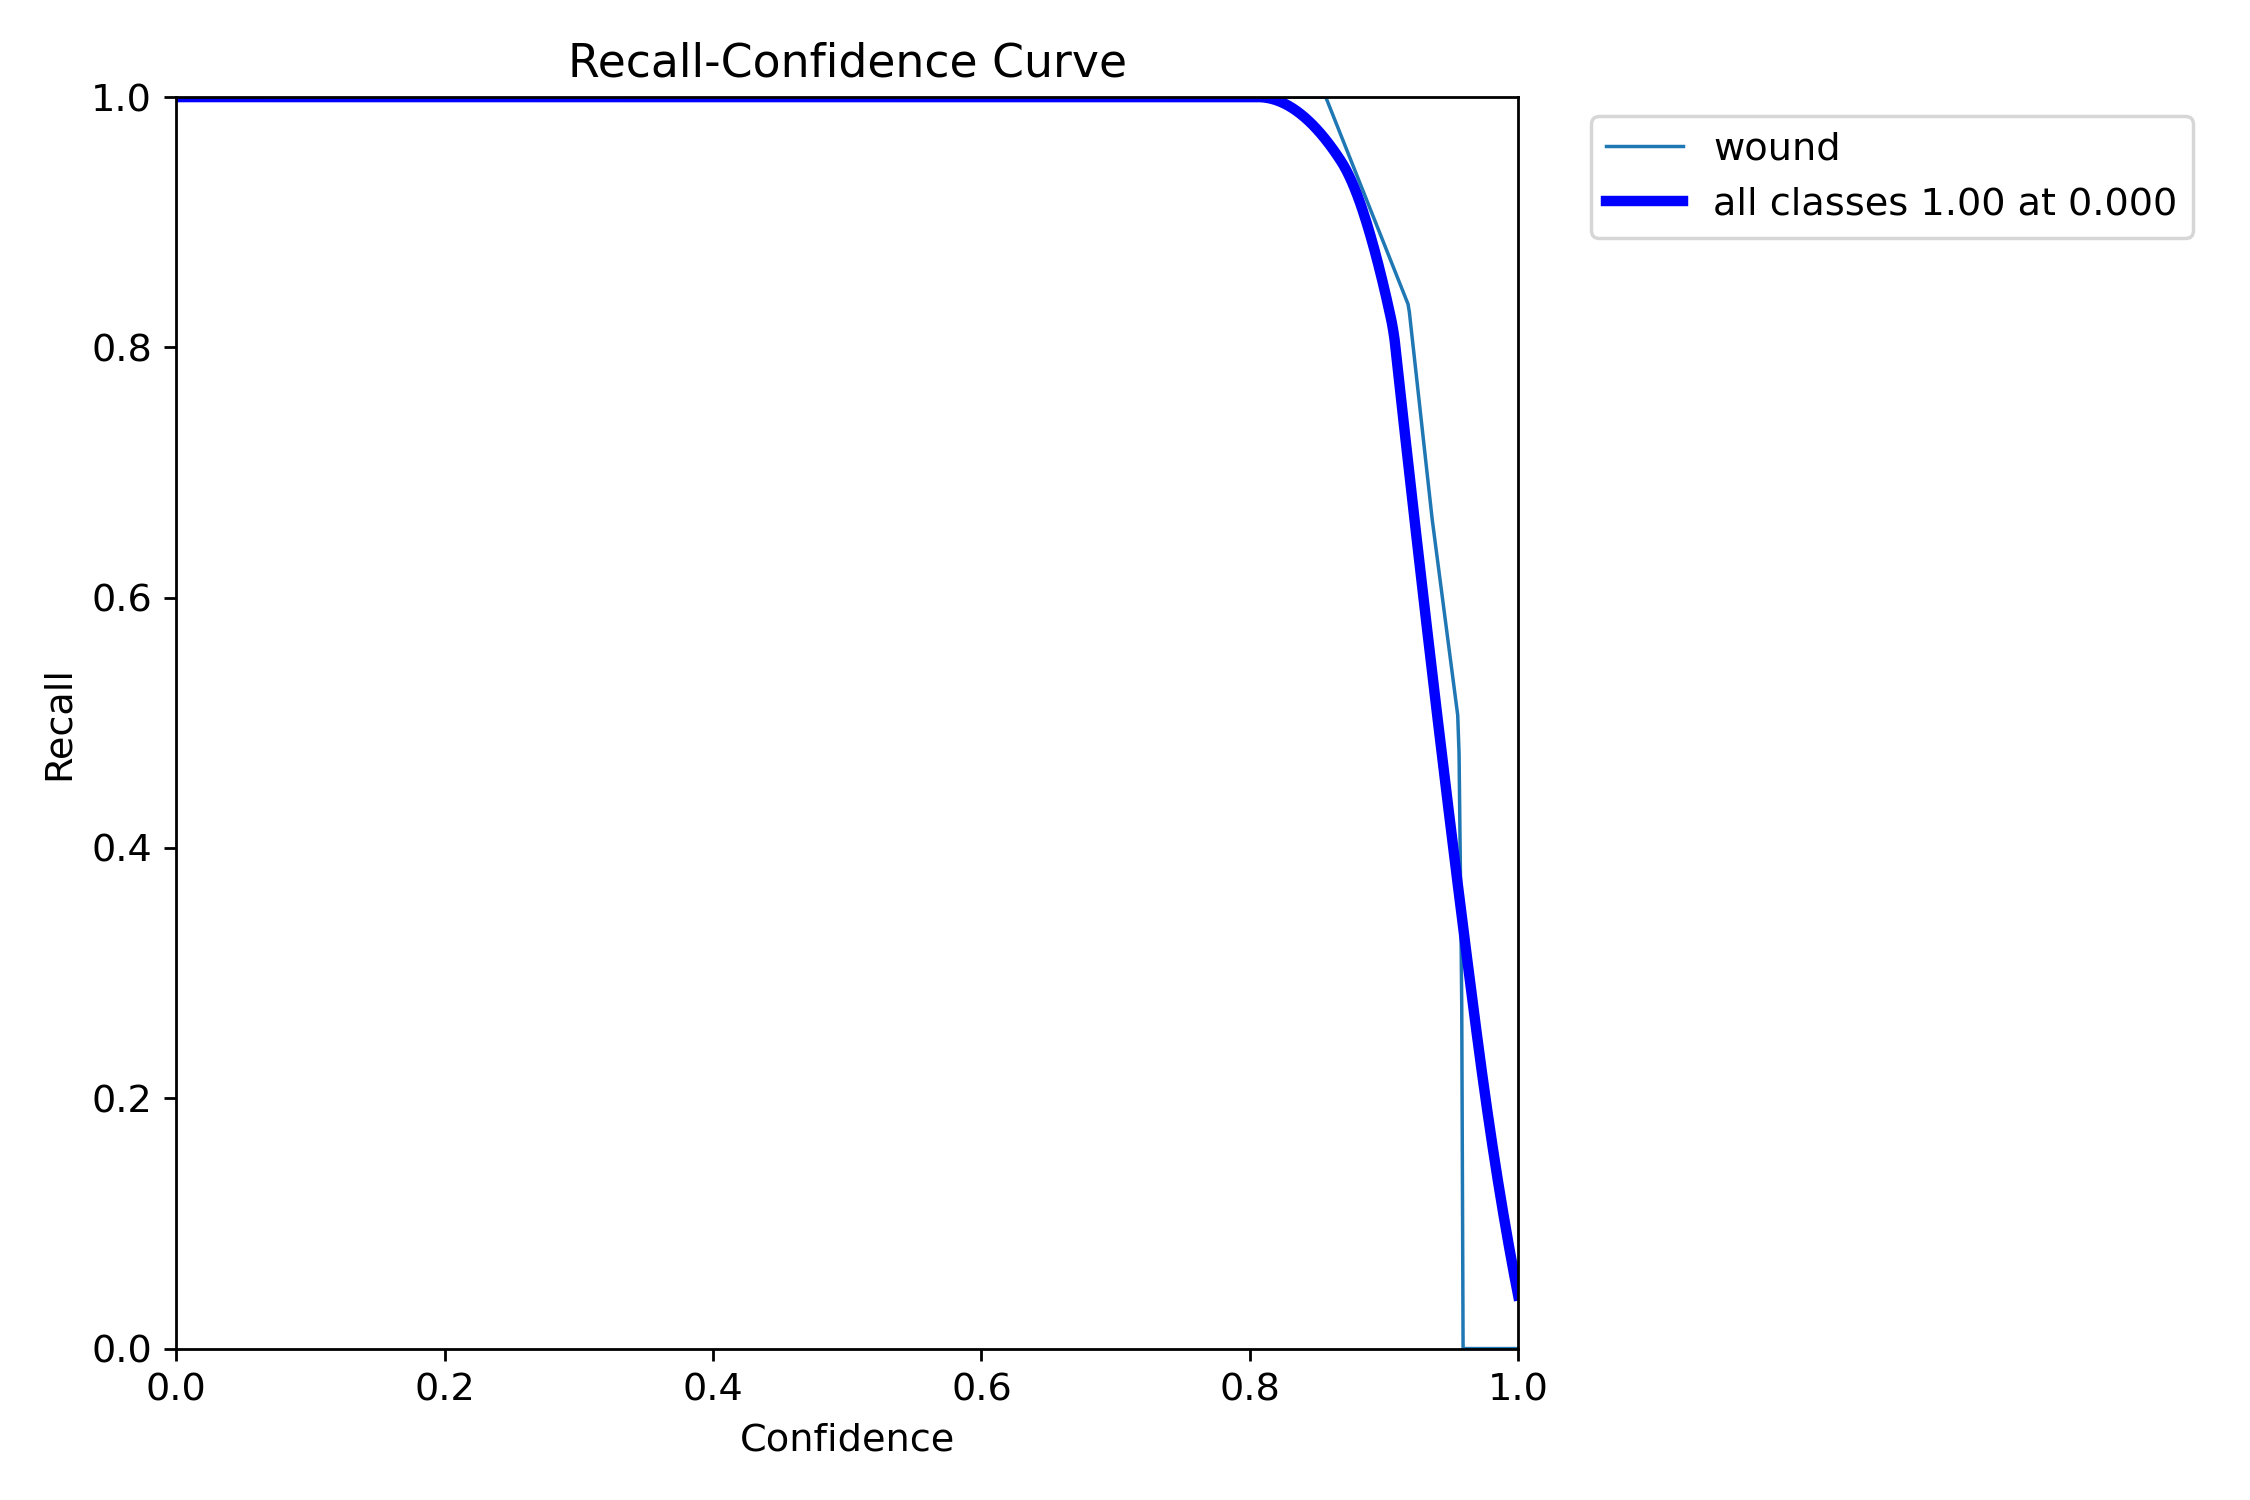 Recall-Confidence Curve
1.0
0.8
0.6
0.4
0.2
0.0
Recall
0.0 0.2 0.4 0.6 0.8 1.0
Confidence
wound
all classes 1.00 at 0.000